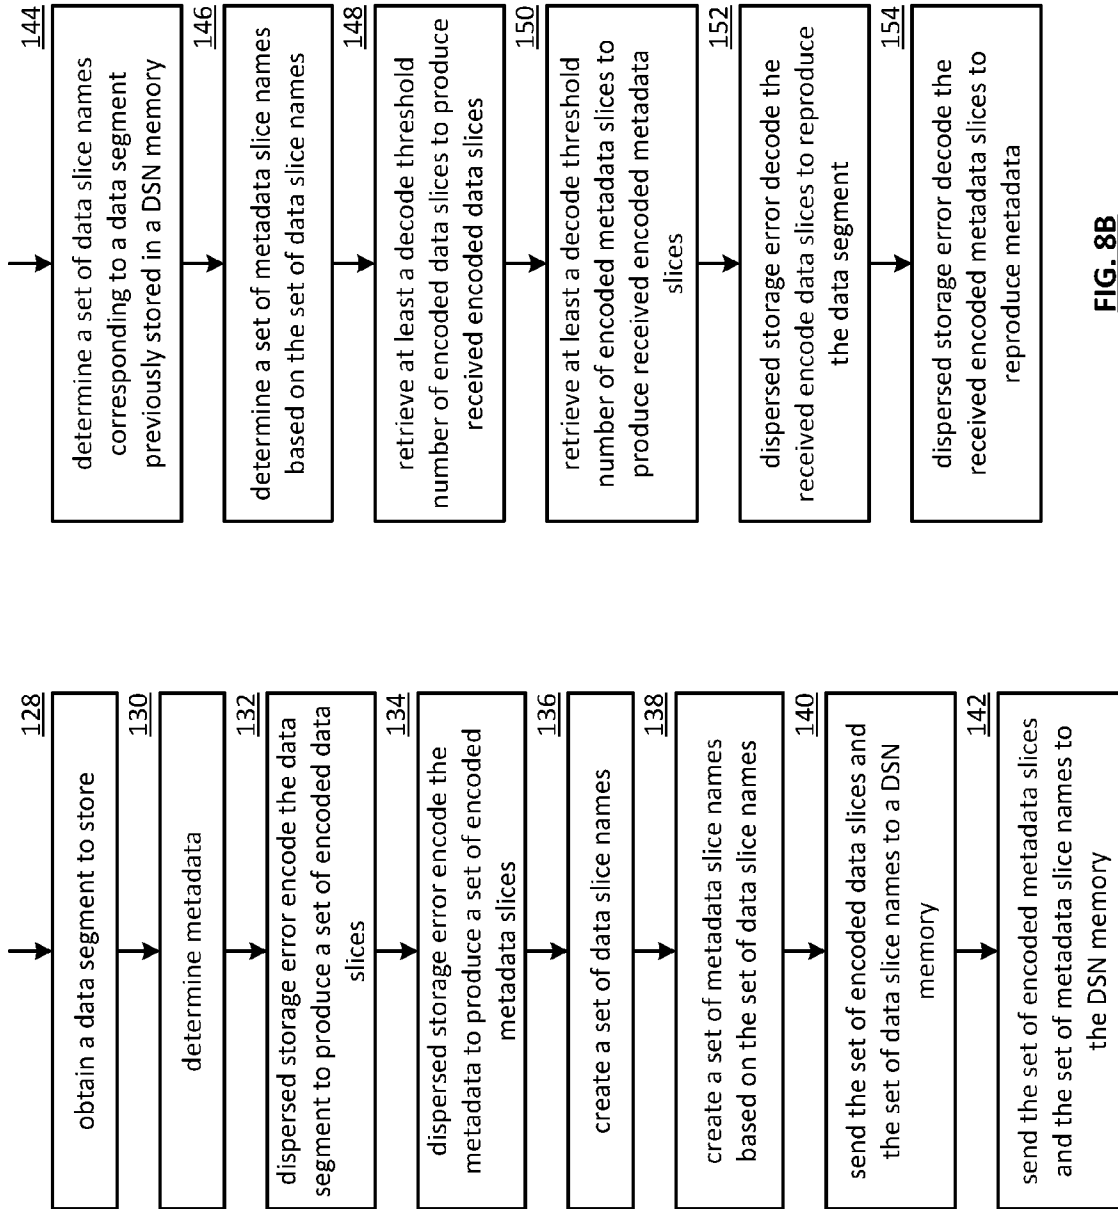 128
obtain a data segment to store
130
determine metadata
132
dispersed storage error encode the data
segment to produce a set of encoded data
slices
134
dispersed storage error encode the
metadata to produce a set of encoded
metadata slices
136
create a set of data slice names
138
create a set of metadata slice names
based on the set of data slice names
140
send the set of encoded data slices and
the set of data slice names to a DSN
memory
142
send the set of encoded metadata slices
and the set of metadata slice names to
the DSN memory
144
determine a set of data slice names
corresponding to a data segment
previously stored in a DSN memory
146
determine a set of metadata slice names
based on the set of data slice names
148
retrieve at least a decode threshold
number of encoded data slices to produce
received encoded data slices
150
retrieve at least a decode threshold
number of encoded metadata slices to
produce received encoded metadata
slices
152
dispersed storage error decode the
received encode data slices to reproduce
the data segment
154
dispersed storage error decode the
received encoded metadata slices to
reproduce metadata
FIG. 8B